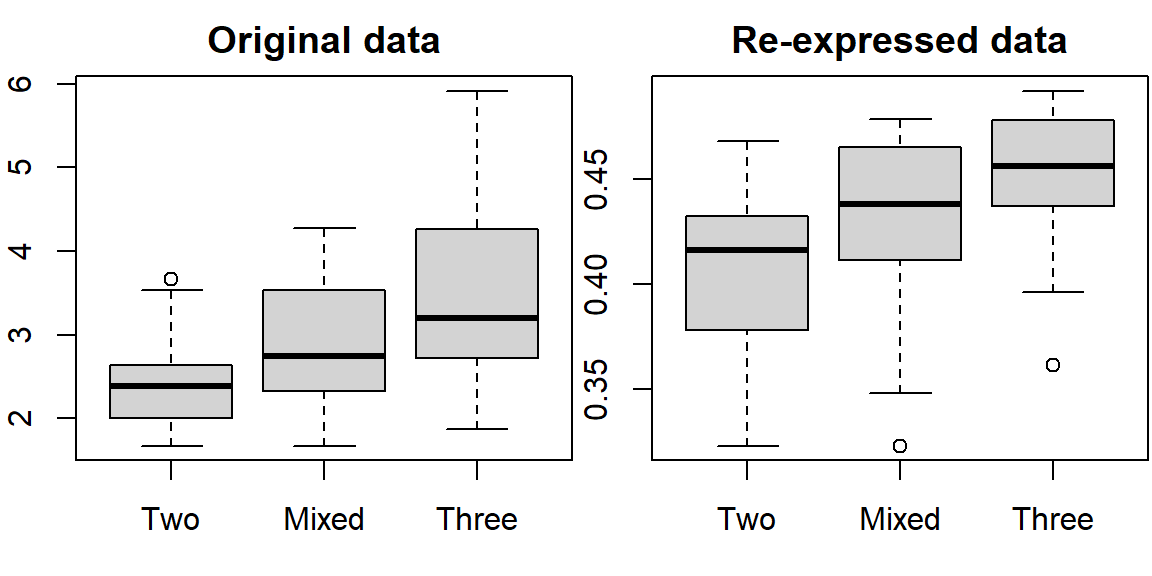 Original data
6
5
4
3
2
Two Mixed Three
Re-expressed data
0.45
0.40
0.35
Two Mixed Three